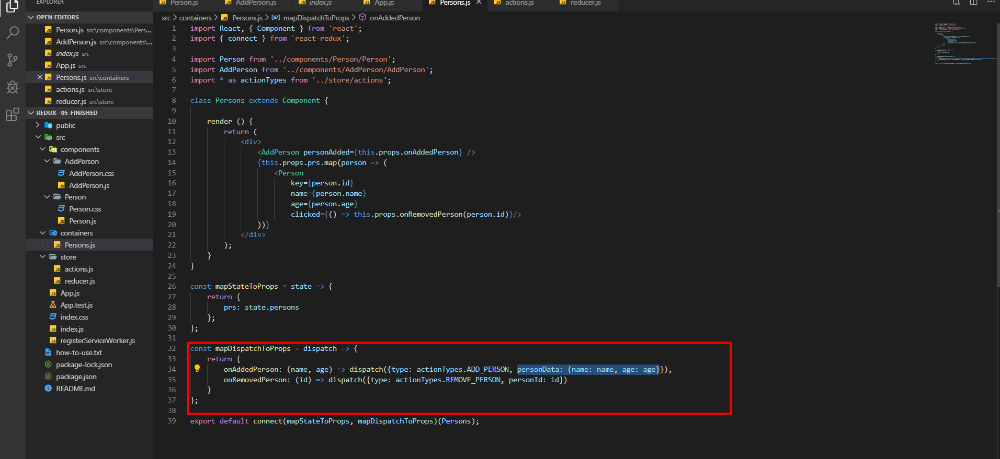 EXPLORER
OPEN EDITORS
Person.js src\components\Pers...
AddPerson.js src\components\...
index.js src
App.js src
Persons.js src\containers
actions.js src\store
reducer.js src\store
REDUX--05-FINISHED
public
src
components
AddPerson
AddPerson.css
AddPerson.js
Person
Person.css
Person.js
containers
Persons.js
store
actions.js
reducer.js
App.js
App.test.js
index.css
index.js
registerServiceWorker.js
how-to-use.txt
package-lock.json
package.json
README.md
Person.js AddPerson.js index.js App.js Persons.js actions.js reducer.js
src > containers > Persons.js > mapDispatchToProps > onAddedPerson
1 import React, { Component } from 'react';
2 import { connect } from 'react-redux';
3
4 import Person from '../components/Person/Person';
5 import AddPerson from '../components/AddPerson/AddPerson';
6 import * as actionTypes from '../store/actions';
7
8 class Persons extends Component {
9
10 render () {
11 return (
12 <div>
13 <AddPerson personAdded={this.props.onAddedPerson} />
14 {this.props.prs.map(person => (
15 <Person
16 key={person.id}
17 name={person.name}
18 age={person.age}
19 clicked={() => this.props.onRemovedPerson(person.id)}/>
20 ))}
21 </div>
22 );
23 }
24 }
25
26 const mapStateToProps = state => {
27 return {
28 prs: state.persons
29 };
30 };
31
32 const mapDispatchToProps = dispatch => {
33 return {
34 onAddedPerson: (name, age) => dispatch({type: actionTypes.ADD_PERSON, personData: {name: name, age: age}}),
35 onRemovedPerson: (id) => dispatch({type: actionTypes.REMOVE_PERSON, personId: id})
36 }
37 };
38
39 export default connect(mapStateToProps, mapDispatchToProps)(Persons);